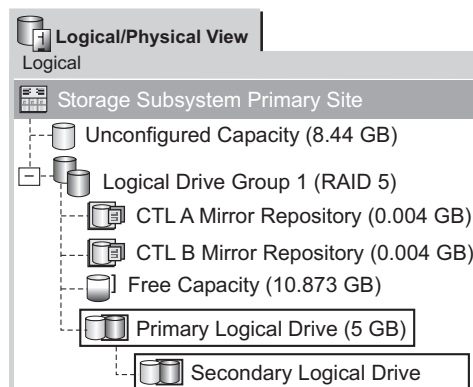 Logical/Physical View
Logical
Storage Subsystem Primary Site
Unconfigured Capacity (8.44 GB)
Logical Drive Group 1 (RAID 5)
CTL A Mirror Repository (0.004 GB)
CTL B Mirror Repository (0.004 GB)
Free Capacity (10.873 GB)
Primary Logical Drive (5 GB)
Secondary Logical Drive